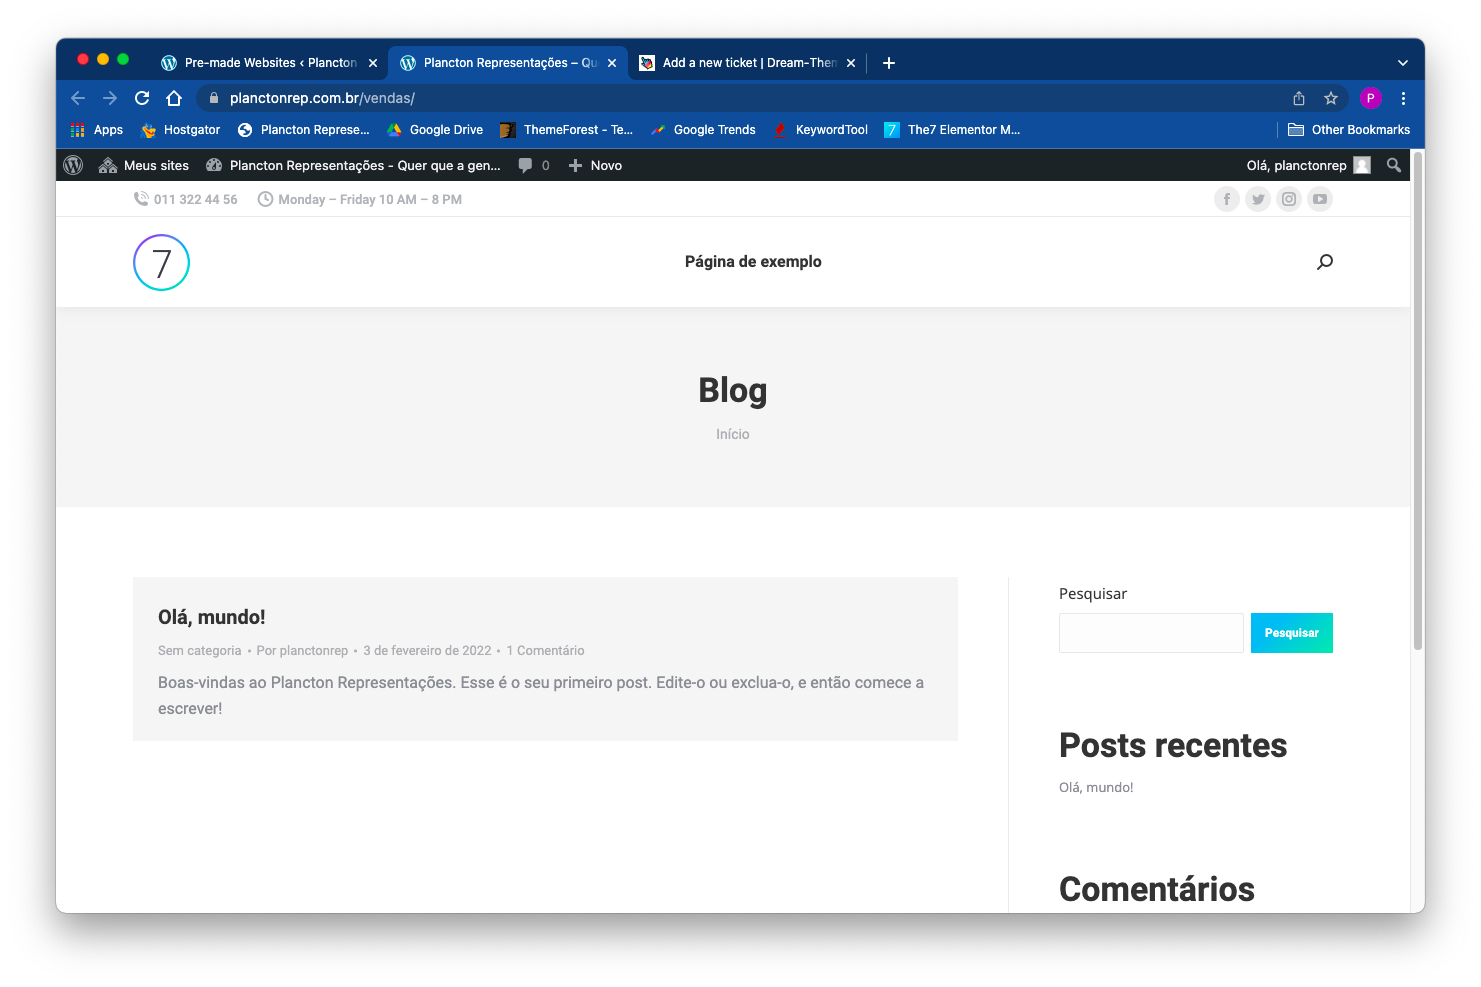 Pre-made Websites ‹ Plancton
Plancton Representações – Qu
Add a new ticket | Dream-Them
planctonrep.com.br/vendas/
P
Apps
Hostgator
Plancton Represe...
Google Drive
ThemeForest - Te...
Google Trends
KeywordTool
7
The7 Elementor M...
Other Bookmarks
Meus sites
Plancton Representações - Quer que a gen...
0
Novo
Olá, planctonrep
011 322 44 56
Monday – Friday 10 AM – 8 PM
7
Página de exemplo
Blog
Início
Olá, mundo!
Sem categoria • Por planctonrep • 3 de fevereiro de 2022 • 1 Comentário
Boas-vindas ao Plancton Representações. Esse é o seu primeiro post. Edite-o ou exclua-o, e então comece a
escrever!
Pesquisar
Pesquisar
Posts recentes
Olá, mundo!
Comentários